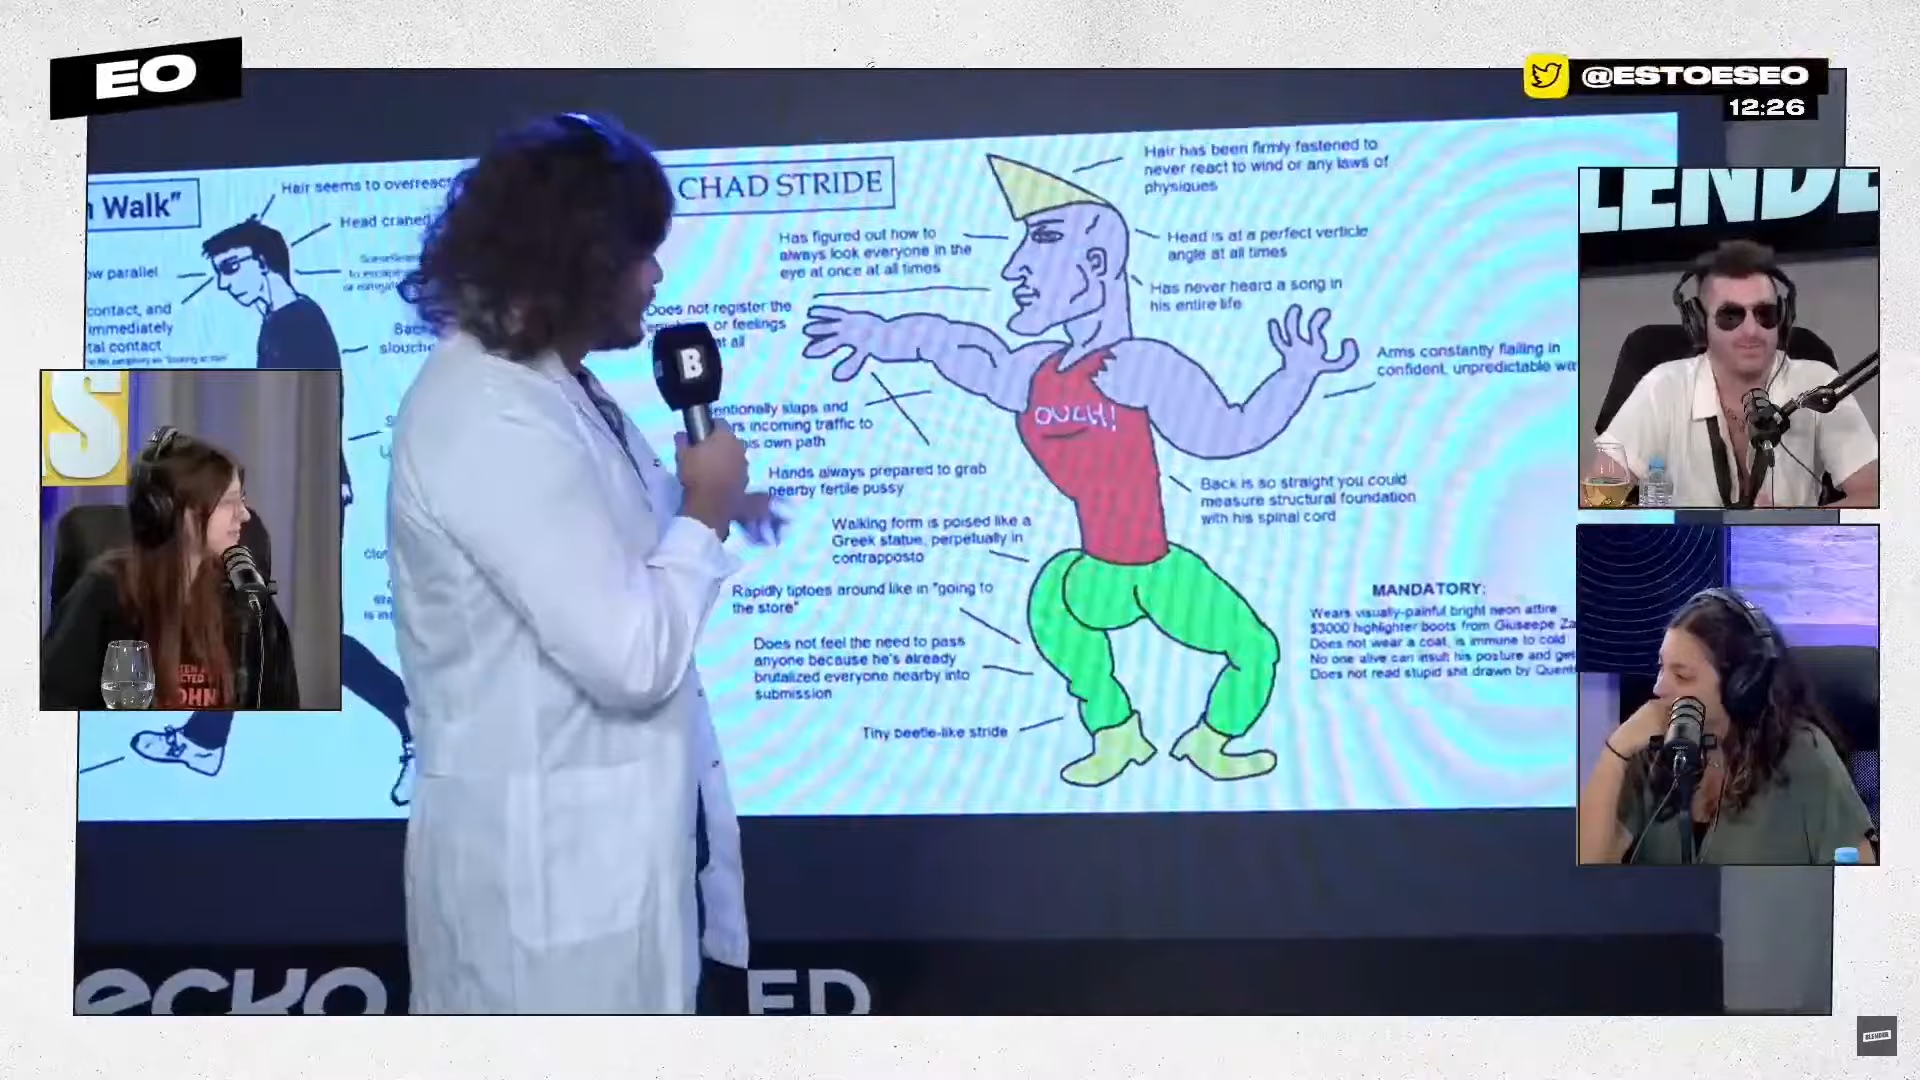 EO
@ESTOESEO
12:26
LENDE
Walk"
Hair seems to overreact
Head craned
ow parallel
contact, and
immediately
tal contact
slouche
CHAD STRIDE
Hair has been firmly fastened to
never react to wind or any laws of
physiques
Has figured out how to
always look everyone in the
eye at once at all times
Head is at a perfect verticle
angle at all times
Has never heard a song in
his entire life
Does not register the
or feelings
at all
Arms constantly flailing in
confident, unpredictable
OUCH!
entionally slaps and
rs incoming traffic to
his own path
Hands always prepared to grab
nearby fertile pussy
Back is so straight you could
measure structural foundation
with his spinal cord
Walking form is poised like a
Greek statue, perpetually in
contrapposto
Rapidly tiptoes around like in "going to
the store"
Does not feel the need to pass
anyone because he's already
brutalized everyone nearby into
submission
Tiny beetle-like stride
MANDATORY:
Wears visually-painful bright neon attire
$3000 highlighter boots from Giuseepe Za
Does not wear a coat, is immune to cold
No one alive can insult his posture and get
Does not read stupid shit drawn by Quent
S
B
OHN
ecko
ED
BLENDER